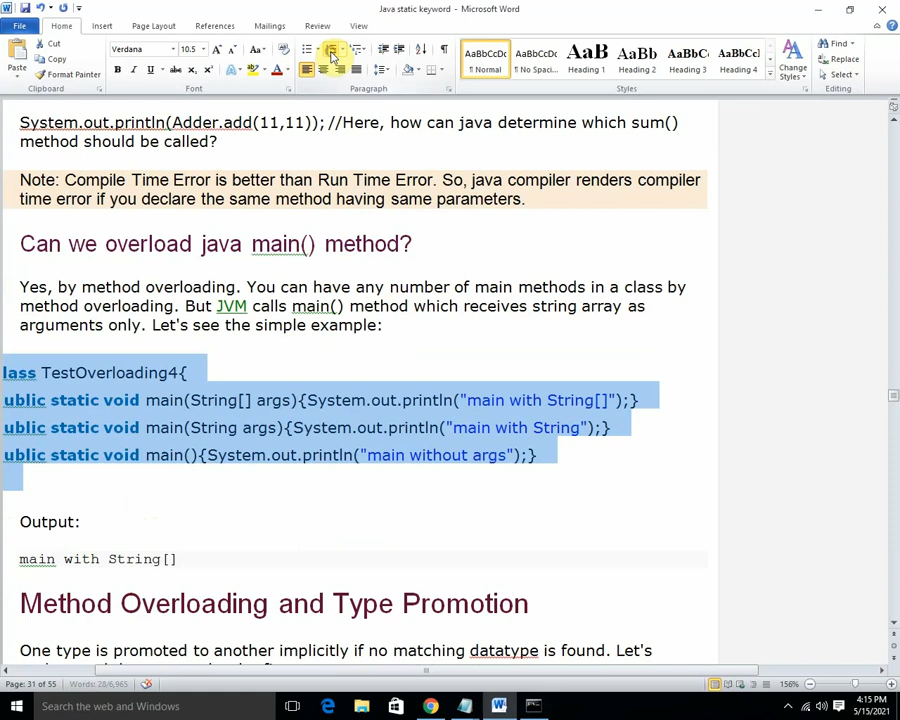 Java static keyword - Microsoft Word
File Home Insert Page Layout References Mailings Review View
Paste
Cut
Copy
Format Painter
Clipboard
Verdana 10.5
Font
Paragraph
AaBbCcDc AaBbCcDc AaB AaBb AaBbCc AaBbCc
¶ Normal ¶ No Spaci... Heading 1 Heading 2 Heading 3 Heading 4
Change Styles
Styles
Find
Replace
Select
Editing
System.out.println(Adder.add(11,11)); //Here, how can java determine which sum()
method should be called?
Note: Compile Time Error is better than Run Time Error. So, java compiler renders compiler
time error if you declare the same method having same parameters.
Can we overload java main() method?
Yes, by method overloading. You can have any number of main methods in a class by
method overloading. But JVM calls main() method which receives string array as
arguments only. Let's see the simple example:
lass TestOverloading4{
ublic static void main(String[] args){System.out.println("main with String[]");}
ublic static void main(String args){System.out.println("main with String");}
ublic static void main(){System.out.println("main without args");}
Output:
main with String[]
Method Overloading and Type Promotion
One type is promoted to another implicitly if no matching datatype is found. Let's
Page: 31 of 55 Words: 28/6,965 156%
Search the web and Windows
4:15 PM
5/15/2021